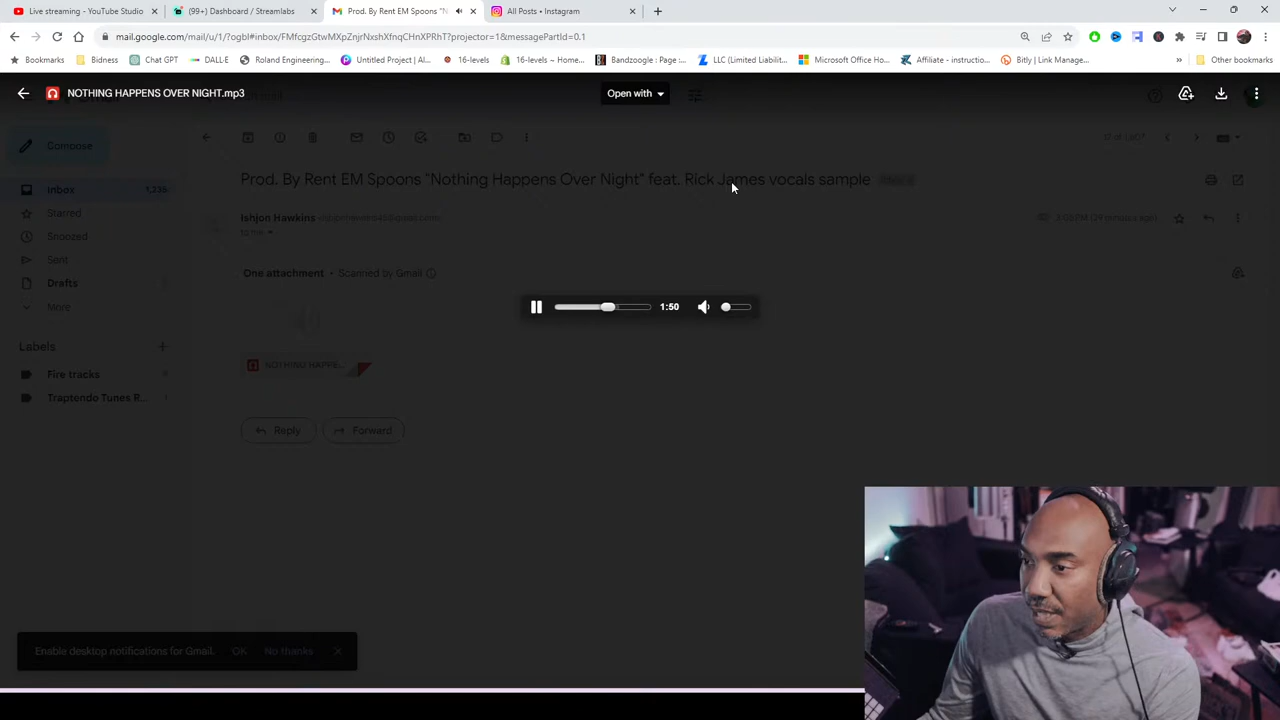 Live streaming - YouTube Studio
(99+) Dashboard / Streamlabs
Prod. By Rent EM Spoons "N
All Posts • Instagram
mail.google.com/mail/u/1/?ogbl#inbox/FMfcgzGtwMXpZnjrNxshXfnqCHnXPRhT?projector=1&messagePartId=0.1
Bookmarks
Bidness
Chat GPT
DALL-E
Roland Engineering...
Untitled Project | Al...
16-levels
16-levels ~ Home...
Bandzoogle : Page :...
LLC (Limited Liabilit...
Microsoft Office Ho...
Affiliate - instructio...
Bitly | Link Manage...
Other bookmarks
NOTHING HAPPENS OVER NIGHT.mp3
Open with
Compose
Inbox
Prod. By Rent EM Spoons "Nothing Happens Over Night" feat. Rick James vocals sample
Starred
Ishjon Hawkins
Snoozed
Sent
One attachment • Scanned by Gmail
Drafts
More
1:50
Labels
NOTHING HAPPE...
Fire tracks
Traptendo Tunes R...
Reply
Forward
Enable desktop notifications for Gmail.
OK
No thanks